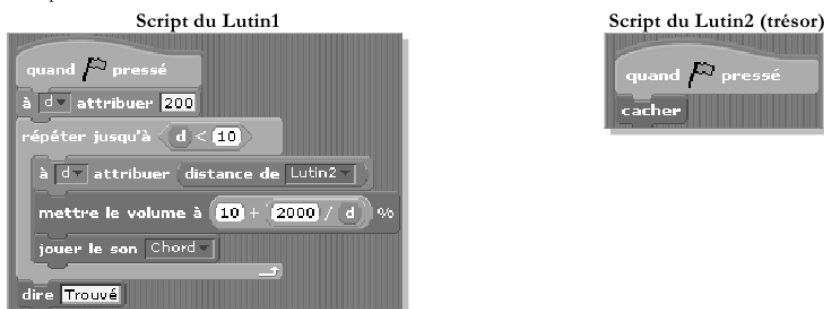 Script du Lutin1
quand pressé
à d attribuer 200
répéter jusqu'à d < 10
à d attribuer distance de Lutin2
mettre le volume à 10 + 2000 / d %
jouer le son Chord
dire Trouvé
Script du Lutin2 (trésor)
quand pressé
cacher